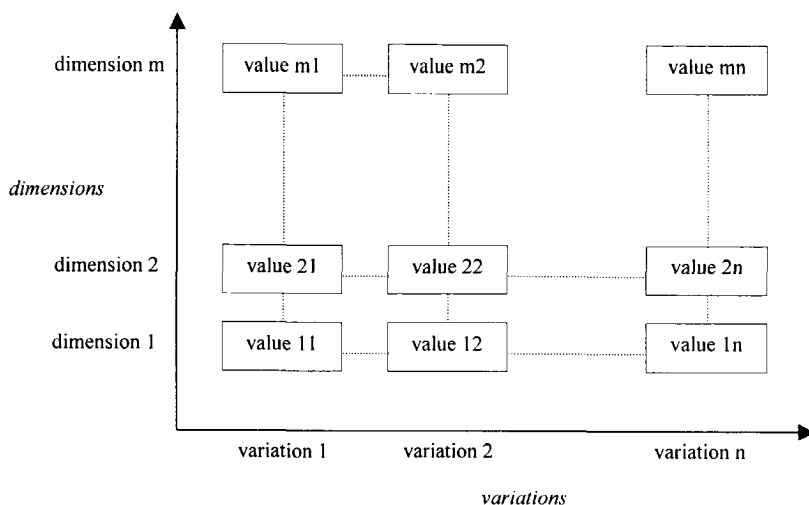 dimension m value m1 value m2 value mn
dimensions
dimension 2 value 21 value 22 value 2n
dimension 1 value 11 value 12 value 1n
variation 1 variation 2 variation n
variations